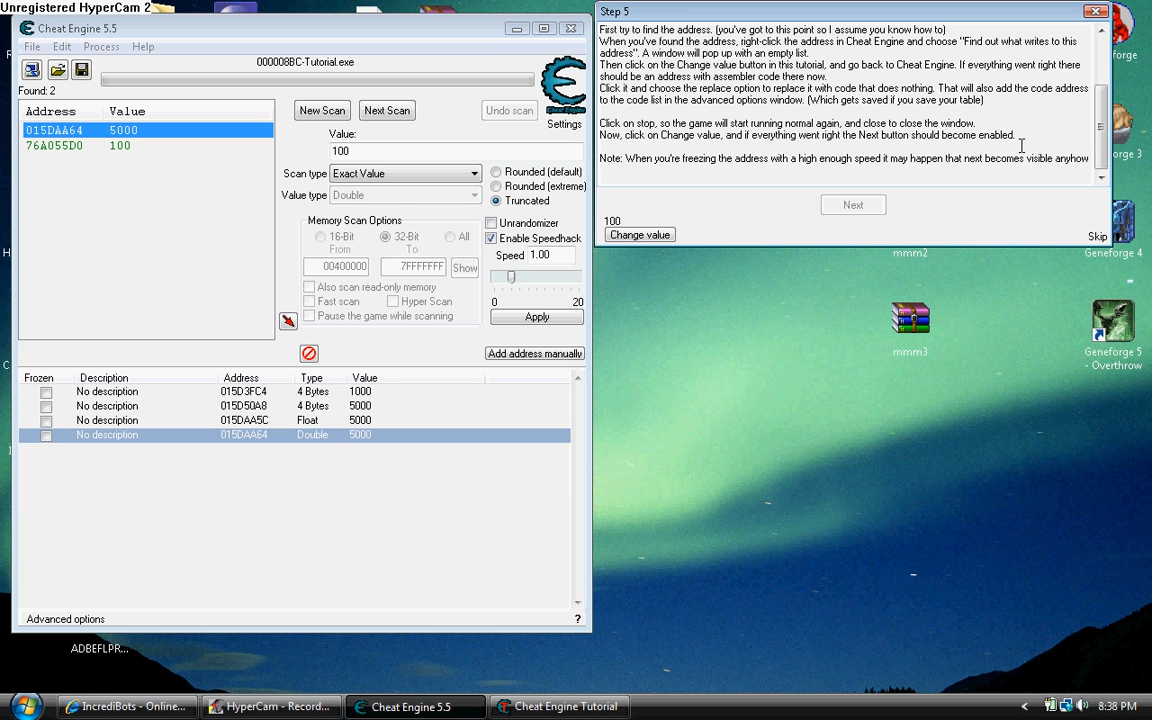 Unregistered HyperCam 2
Cheat Engine 5.5
File Edit Process Help
000008BC-Tutorial.exe
Found: 2
Address Value
015DAA64 5000
76A055D0 100
New Scan Next Scan Undo scan
Settings
Value:
100
Scan type Exact Value
Value type Double
Rounded (default)
Rounded (extreme)
Truncated
Memory Scan Options
16-Bit 32-Bit All
From To
00400000 7FFFFFFF Show
Also scan read-only memory
Fast scan Hyper Scan
Pause the game while scanning
Unrandomizer
Enable Speedhack
Speed 1.00
0 20
Apply
Add address manually
Frozen Description Address Type Value
No description 015D3FC4 4 Bytes 1000
No description 015D50A8 4 Bytes 5000
No description 015DAA5C Float 5000
No description 015DAA64 Double 5000
Advanced options ?
Step 5
First try to find the address. (you've got to this point so I assume you know how to)
When you've found the address, right-click the address in Cheat Engine and choose "Find out what writes to this
address". A window will pop up with an empty list.
Then click on the Change value button in this tutorial, and go back to Cheat Engine. If everything went right there
should be an address with assembler code there now.
Click it and choose the replace option to replace it with code that does nothing. That will also add the code address
to the code list in the advanced options window. (Which gets saved if you save your table)
Click on stop, so the game will start running normal again, and close to close the window.
Now, click on Change value, and if everything went right the Next button should become enabled.
Note: When you're freezing the address with a high enough speed it may happen that next becomes visible anyhow
Next
100
Change value
Skip
mmm2
Geneforge 4
mmm3
Geneforge 5
- Overthrow
ADBEFLPR...
IncrediBots - Online...
HyperCam - Record...
Cheat Engine 5.5
Cheat Engine Tutorial
8:38 PM